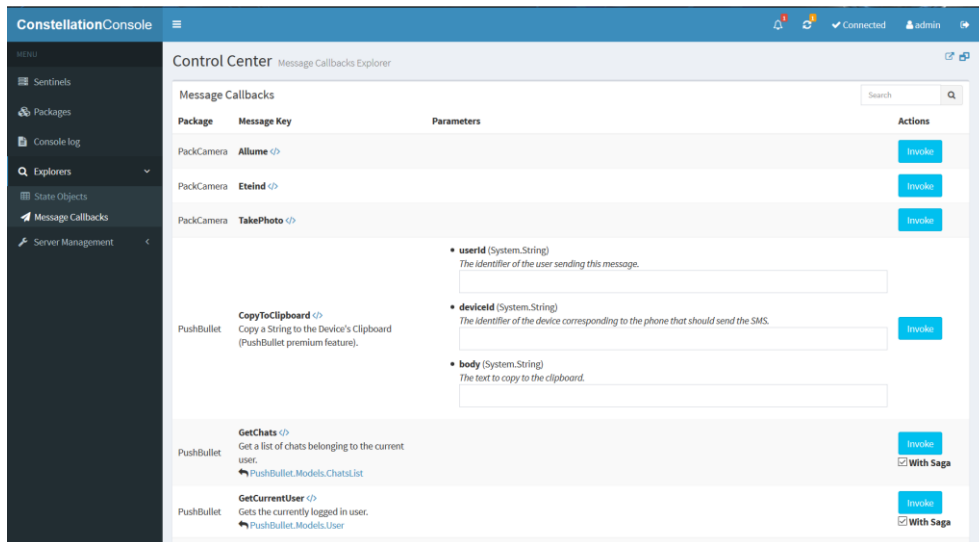 ConstellationConsole
3
1
Connected
admin
MENU
Sentinels
Packages
Console log
Explorers
State Objects
Message Callbacks
Server Management
Control Center Message Callbacks Explorer
Message Callbacks
Search
Package Message Key Parameters Actions
PackCamera Allume </> Invoke
PackCamera Eteind </> Invoke
PackCamera TakePhoto </> Invoke
PushBullet
CopyToClipboard </>
Copy a String to the Device's Clipboard
(PushBullet premium feature).
• userId (System.String)
The identifier of the user sending this message.
• deviceId (System.String)
The identifier of the device corresponding to the phone that should send the SMS.
• body (System.String)
The text to copy to the clipboard.
Invoke
PushBullet
GetChats </>
Get a list of chats belonging to the current
user.
PushBullet.Models.ChatsList
Invoke
With Saga
PushBullet
GetCurrentUser </>
Gets the currently logged in user.
PushBullet.Models.User
Invoke
With Saga